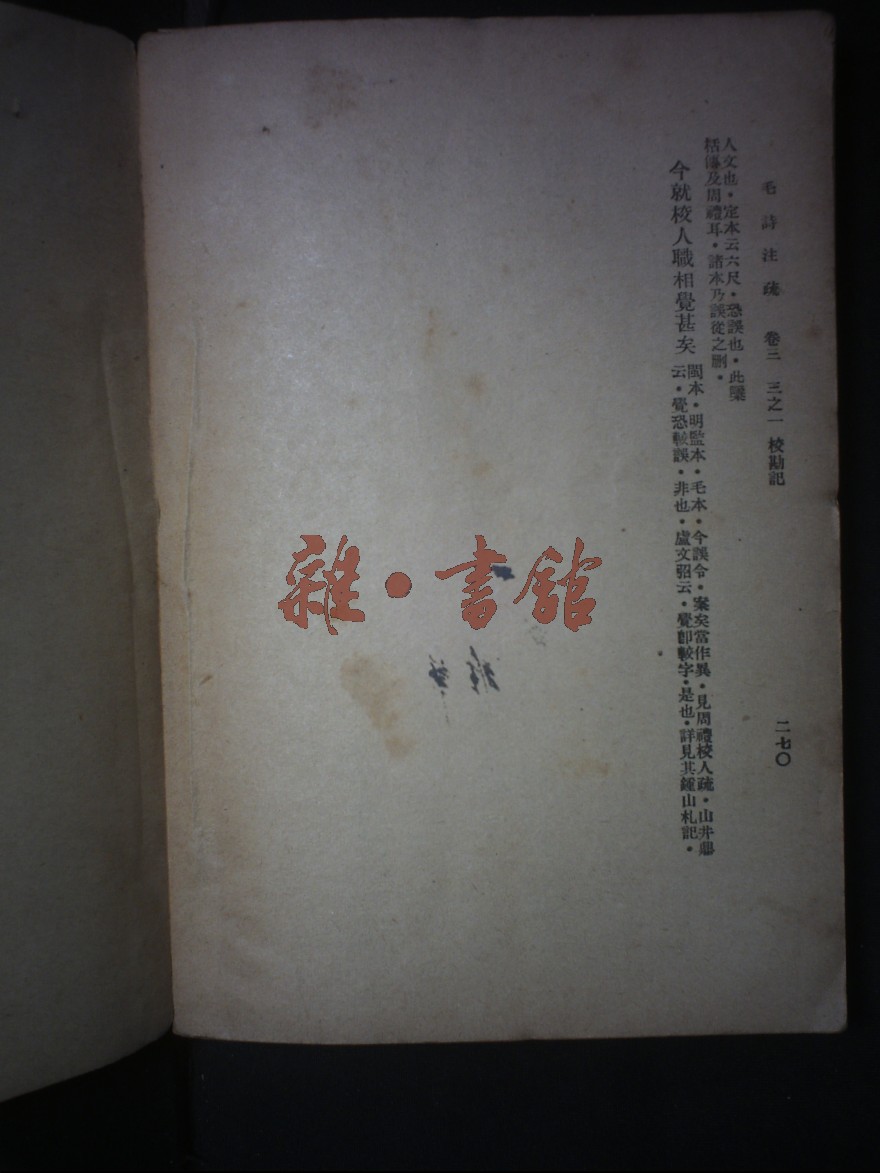 毛詩注疏 卷三 三之一 校勘記
二七〇
人文也．定本云六尺．恐誤也．此櫽
栝傳及周禮耳．諸本乃誤從之刪．
今就校人職相覺甚矣
閩本．明監本．毛本．今誤令．案矣當作異．見周禮校人疏．山井鼎
云．覺恐較誤．非也．盧文弨云．覺卽較字．是也．詳見其鍾山札記．
雜·書館